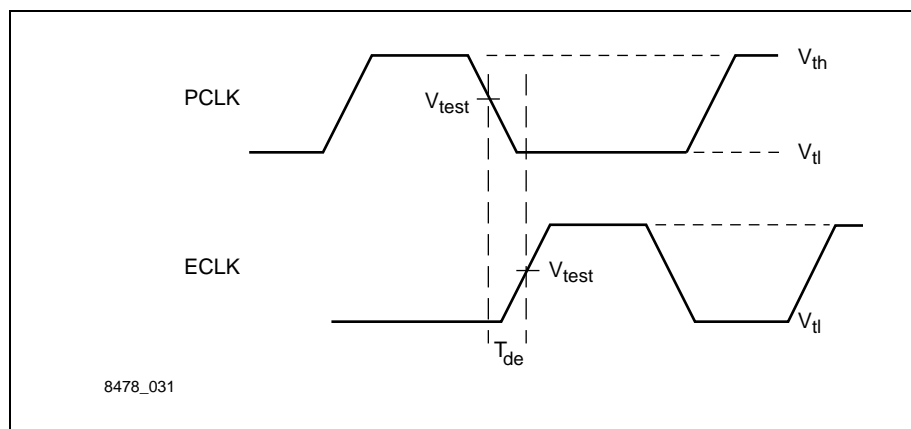 V_th
PCLK
V_test
V_tl
ECLK
V_test
V_tl
T_de
8478_031